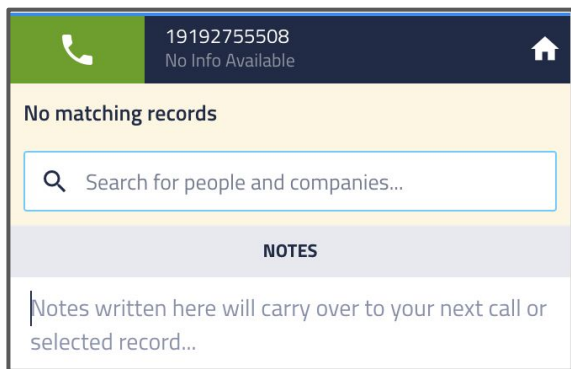 19192755508
No Info Available
No matching records
Search for people and companies...
NOTES
Notes written here will carry over to your next call or
selected record...